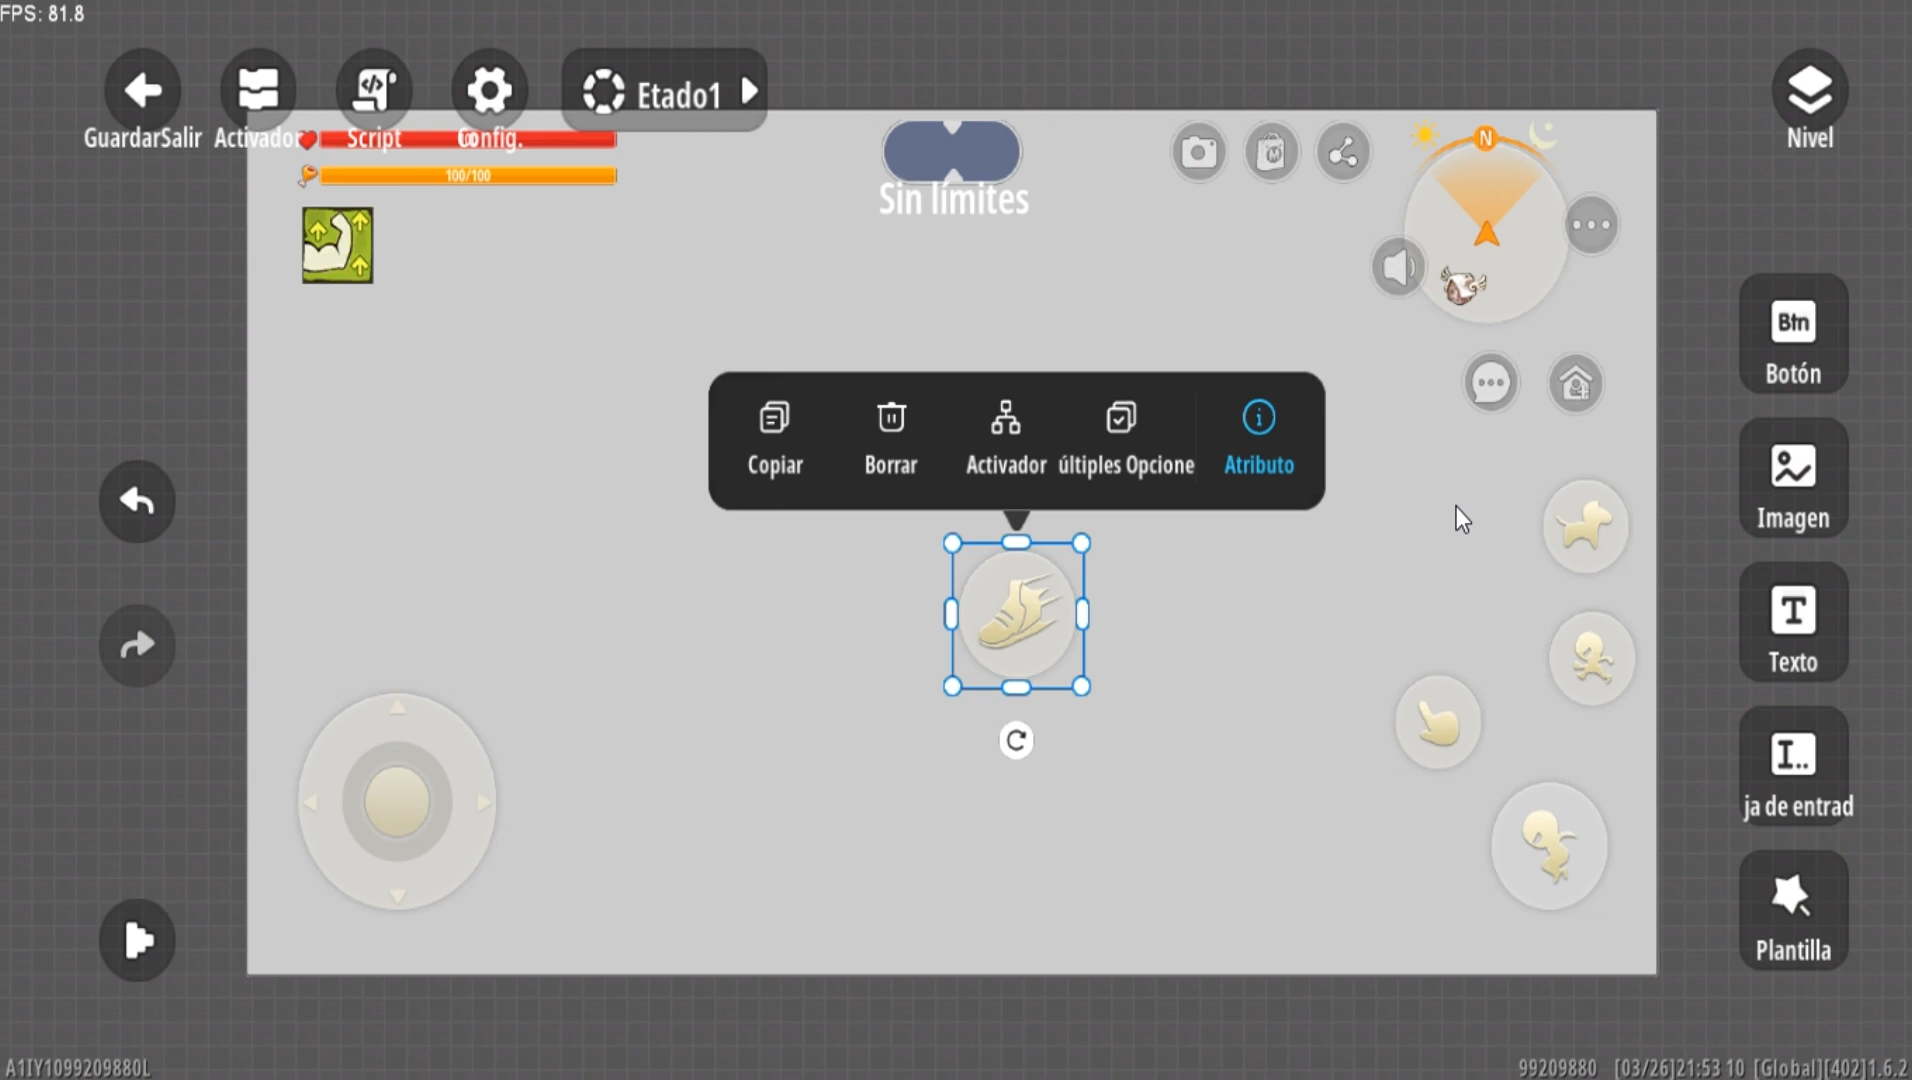 FPS: 81.8
Etado1
GuardarSalir
Activador
Script
Config.
Nivel
100/100
Sin límites
N
M
Copiar
Borrar
Activador
últiples Opcione
Atributo
Btn
Botón
Imagen
T
Texto
I..
ja de entrad
Plantilla
A1IY1099209880L
99209880 [03/26]21:53 10 [Global][402]1.6.2